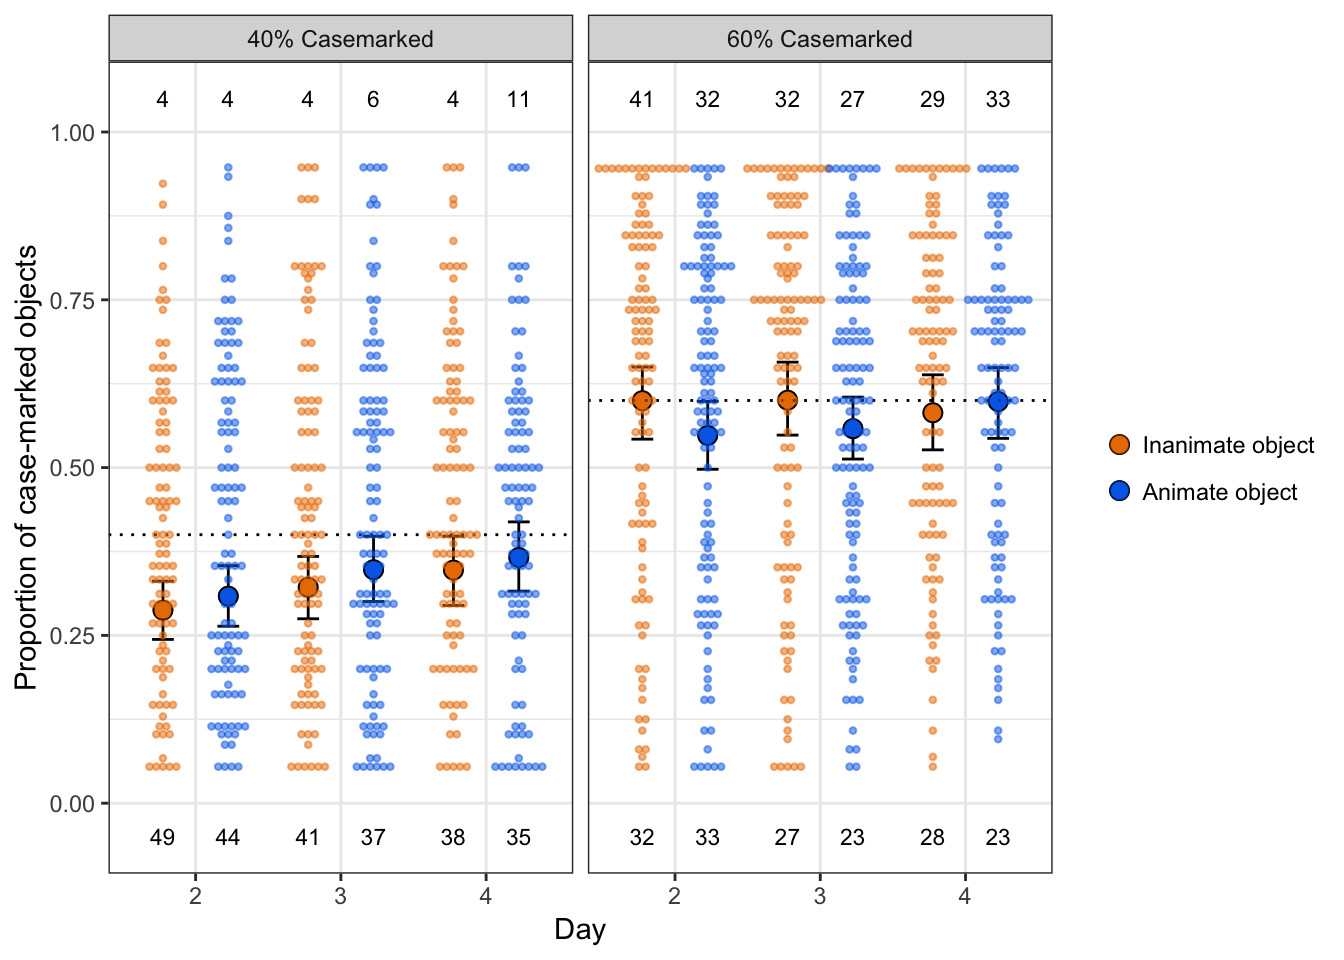 40% Casemarked 60% Casemarked
4 4 4 6 4 11 41 32 32 27 29 33
1.00
0.75
0.50
0.25
0.00
Proportion of case-marked objects
49 44 41 37 38 35 32 33 27 23 28 23
2 3 4 2 3 4
Day
Inanimate object
Animate object